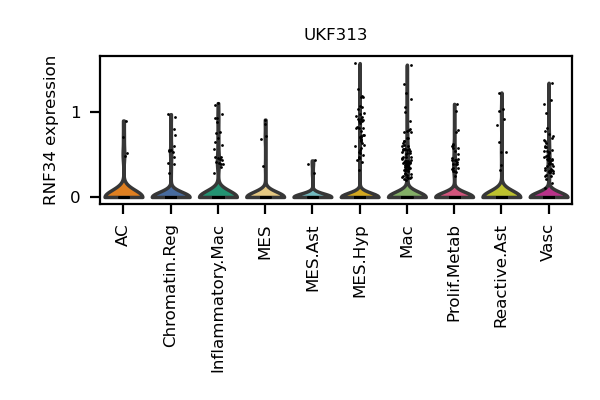 UKF313
RNF34 expression
1
0
AC
Chromatin.Reg
Inflammatory.Mac
MES
MES.Ast
MES.Hyp
Mac
Prolif.Metab
Reactive.Ast
Vasc